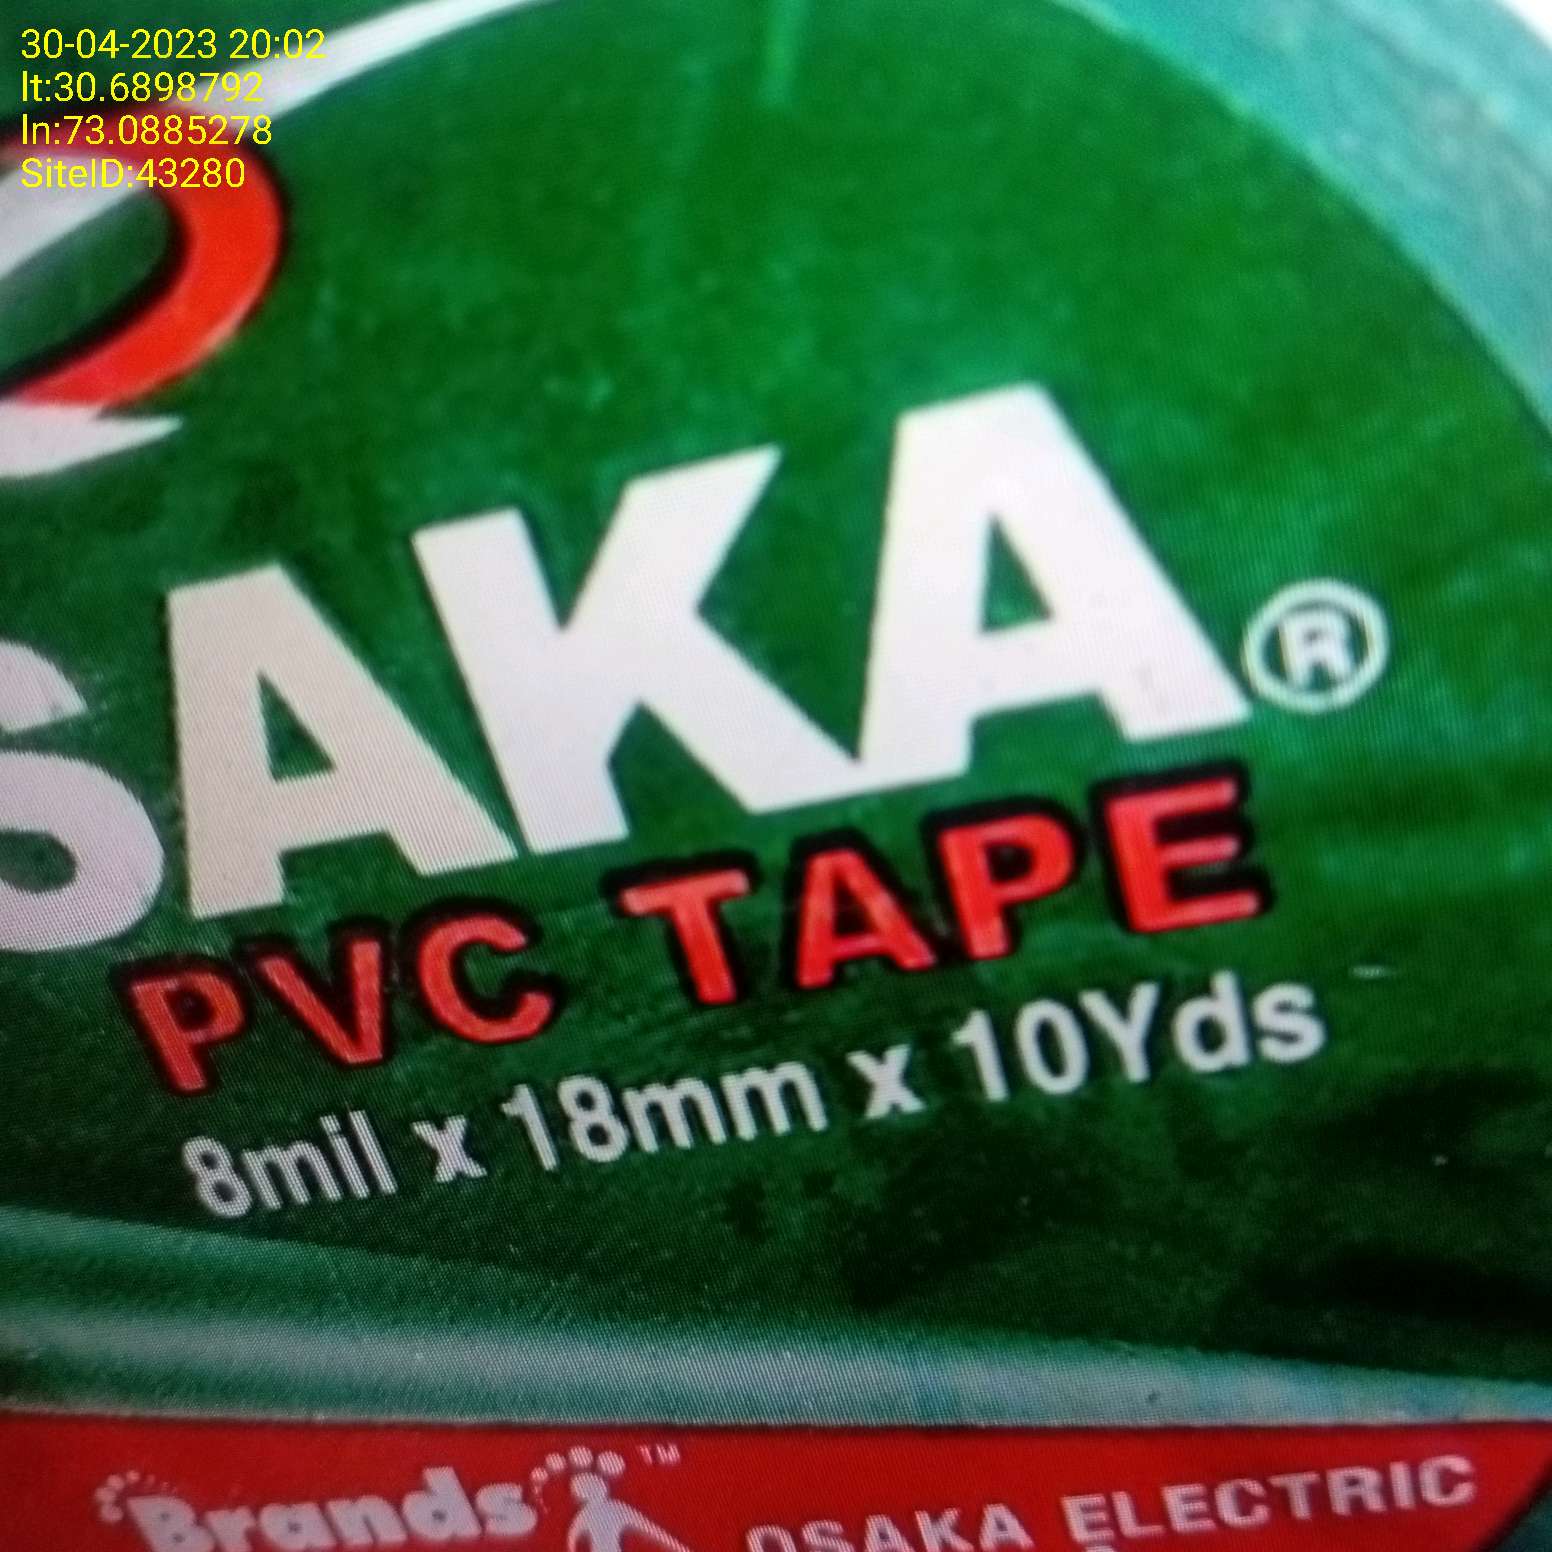 30-04-2023 20:02
lt:30.6898792
ln:73.0885278
SiteID:43280
SAKA®
PVC TAPE
8mil x 18mm x 10Yds
Brands™
OSAKA ELECTRIC